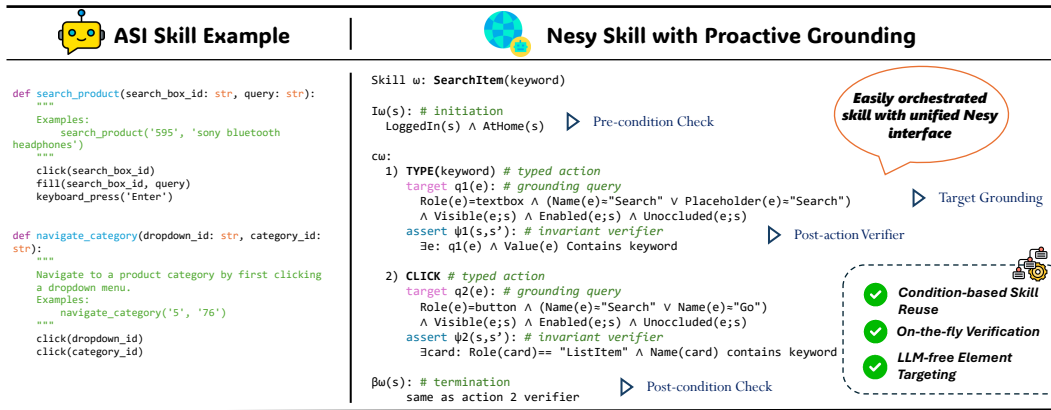 ASI Skill Example
Nesy Skill with Proactive Grounding
def search_product(search_box_id: str, query: str):
"""
Examples:
search_product('595', 'sony bluetooth
headphones')
"""
click(search_box_id)
fill(search_box_id, query)
keyboard_press('Enter')
def navigate_category(dropdown_id: str, category_id:
str):
"""
Navigate to a product category by first clicking
a dropdown menu.
Examples:
navigate_category('5', '76')
"""
click(dropdown_id)
click(category_id)
Skill ω: SearchItem(keyword)
Iω(s): # initiation
LoggedIn(s) ∧ AtHome(s)
Pre-condition Check
cω:
1) TYPE(keyword) # typed action
target q1(e): # grounding query
Role(e)=textbox ∧ (Name(e)≈"Search" ∨ Placeholder(e)≈"Search")
∧ Visible(e;s) ∧ Enabled(e;s) ∧ Unoccluded(e;s)
Target Grounding
assert ψ1(s,s’): # invariant verifier
Post-action Verifier
∃e: q1(e) ∧ Value(e) Contains keyword
2) CLICK # typed action
target q2(e): # grounding query
Role(e)=button ∧ (Name(e)≈"Search" ∨ Name(e)≈"Go")
∧ Visible(e;s) ∧ Enabled(e;s) ∧ Unoccluded(e;s)
assert ψ2(s,s’): # invariant verifier
∃card: Role(card)== "ListItem" ∧ Name(card) contains keyword
βω(s): # termination
same as action 2 verifier
Post-condition Check
Easily orchestrated
skill with unified Nesy
interface
Condition-based Skill
Reuse
On-the-fly Verification
LLM-free Element
Targeting